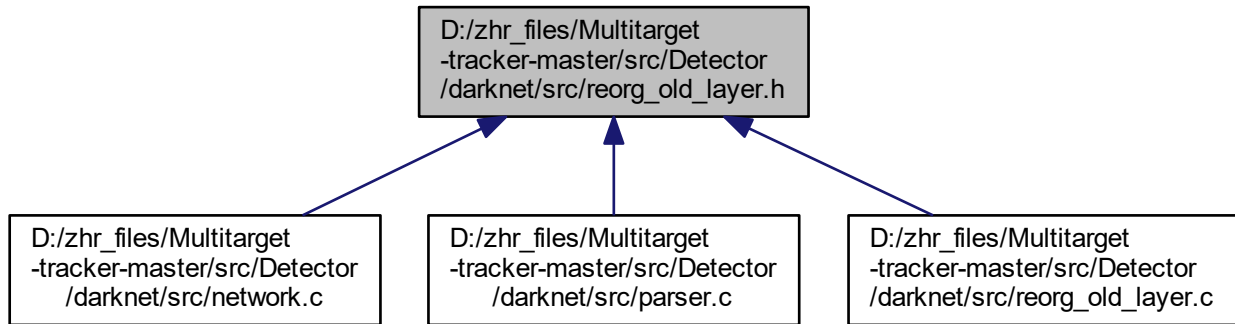 D:/zhr_files/Multitarget
-tracker-master/src/Detector
/darknet/src/reorg_old_layer.h
D:/zhr_files/Multitarget
-tracker-master/src/Detector
/darknet/src/network.c
D:/zhr_files/Multitarget
-tracker-master/src/Detector
/darknet/src/parser.c
D:/zhr_files/Multitarget
-tracker-master/src/Detector
/darknet/src/reorg_old_layer.c